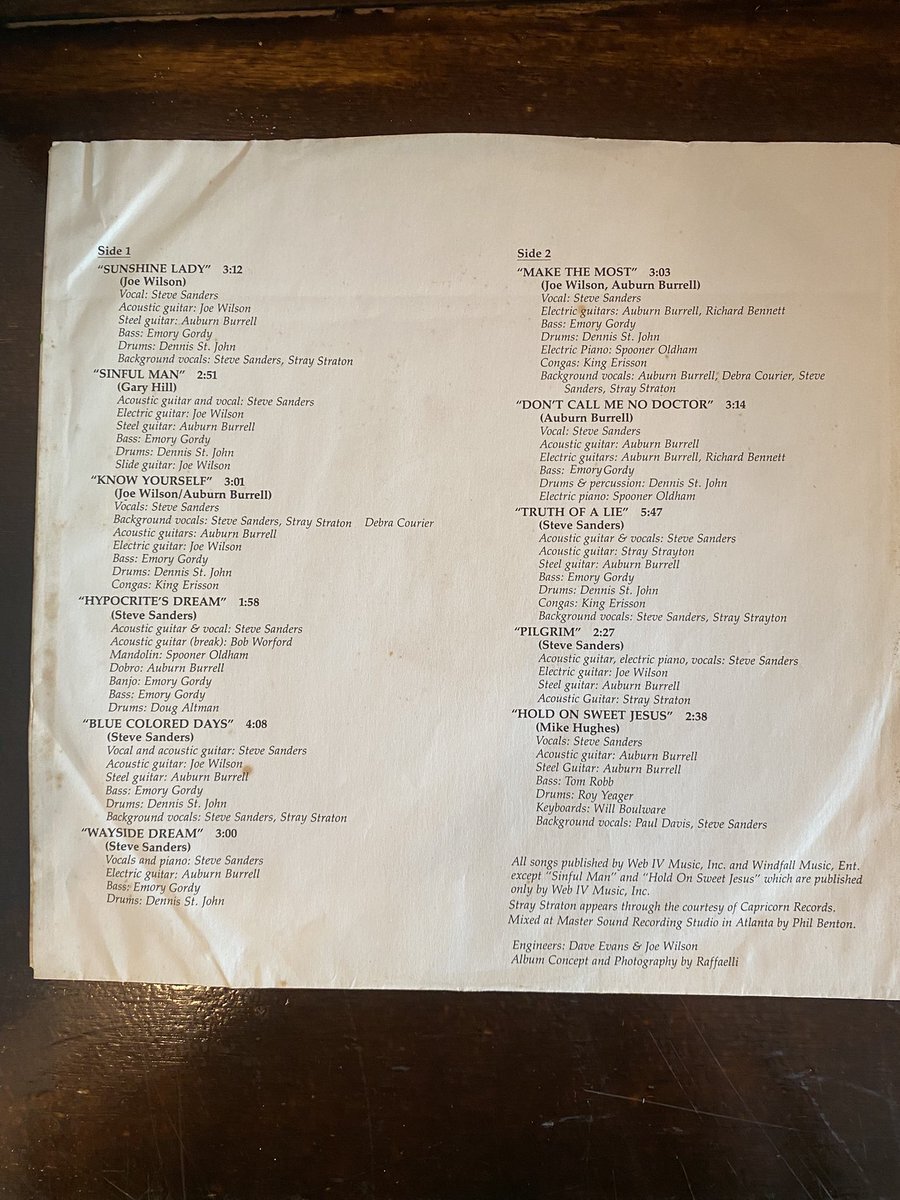 Side 1
“SUNSHINE LADY” 3:12
(Joe Wilson)
Vocal: Steve Sanders
Acoustic guitar: Joe Wilson
Steel guitar: Auburn Burrell
Bass: Emory Gordy
Drums: Dennis St. John
Background vocals: Steve Sanders, Stray Straton
“SINFUL MAN” 2:51
(Gary Hill)
Acoustic guitar and vocal: Steve Sanders
Electric guitar: Joe Wilson
Steel guitar: Auburn Burrell
Bass: Emory Gordy
Drums: Dennis St. John
Slide guitar: Joe Wilson
“KNOW YOURSELF” 3:01
(Joe Wilson/Auburn Burrell)
Vocals: Steve Sanders
Background vocals: Steve Sanders, Stray Straton Debra Courier
Acoustic guitars: Auburn Burrell
Electric guitar: Joe Wilson
Bass: Emory Gordy
Drums: Dennis St. John
Congas: King Erisson
“HYPOCRITE’S DREAM” 1:58
(Steve Sanders)
Acoustic guitar & vocal: Steve Sanders
Acoustic guitar (break): Bob Worford
Mandolin: Spooner Oldham
Dobro: Auburn Burrell
Banjo: Emory Gordy
Bass: Emory Gordy
Drums: Doug Altman
“BLUE COLORED DAYS” 4:08
(Steve Sanders)
Vocal and acoustic guitar: Steve Sanders
Acoustic guitar: Joe Wilson
Steel guitar: Auburn Burrell
Bass: Emory Gordy
Drums: Dennis St. John
Background vocals: Steve Sanders, Stray Straton
“WAYSIDE DREAM” 3:00
(Steve Sanders)
Vocals and piano: Steve Sanders
Electric guitar: Auburn Burrell
Bass: Emory Gordy
Drums: Dennis St. John
Side 2
“MAKE THE MOST” 3:03
(Joe Wilson, Auburn Burrell)
Vocal: Steve Sanders
Electric guitars: Auburn Burrell, Richard Bennett
Bass: Emory Gordy
Drums: Dennis St. John
Electric Piano: Spooner Oldham
Congas: King Erisson
Background vocals: Auburn Burrell, Debra Courier, Steve
Sanders, Stray Straton
“DON’T CALL ME NO DOCTOR” 3:14
(Auburn Burrell)
Vocal: Steve Sanders
Acoustic guitar: Auburn Burrell
Electric guitars: Auburn Burrell, Richard Bennett
Bass: Emory Gordy
Drums & percussion: Dennis St. John
Electric piano: Spooner Oldham
“TRUTH OF A LIE” 5:47
(Steve Sanders)
Acoustic guitar & vocals: Steve Sanders
Acoustic guitar: Stray Strayton
Steel guitar: Auburn Burrell
Bass: Emory Gordy
Drums: Dennis St. John
Congas: King Erisson
Background vocals: Steve Sanders, Stray Strayton
“PILGRIM” 2:27
(Steve Sanders)
Acoustic guitar, electric piano, vocals: Steve Sanders
Electric guitar: Joe Wilson
Steel guitar: Auburn Burrell
Acoustic Guitar: Stray Straton
“HOLD ON SWEET JESUS” 2:38
(Mike Hughes)
Vocals: Steve Sanders
Acoustic guitar: Auburn Burrell
Steel Guitar: Auburn Burrell
Bass: Tom Robb
Drums: Roy Yeager
Keyboards: Will Boulware
Background vocals: Paul Davis, Steve Sanders
All songs published by Web IV Music, Inc. and Windfall Music, Ent.
except “Sinful Man” and “Hold On Sweet Jesus” which are published
only by Web IV Music, Inc.
Stray Straton appears through the courtesy of Capricorn Records.
Mixed at Master Sound Recording Studio in Atlanta by Phil Benton.
Engineers: Dave Evans & Joe Wilson
Album Concept and Photography by Raffaelli